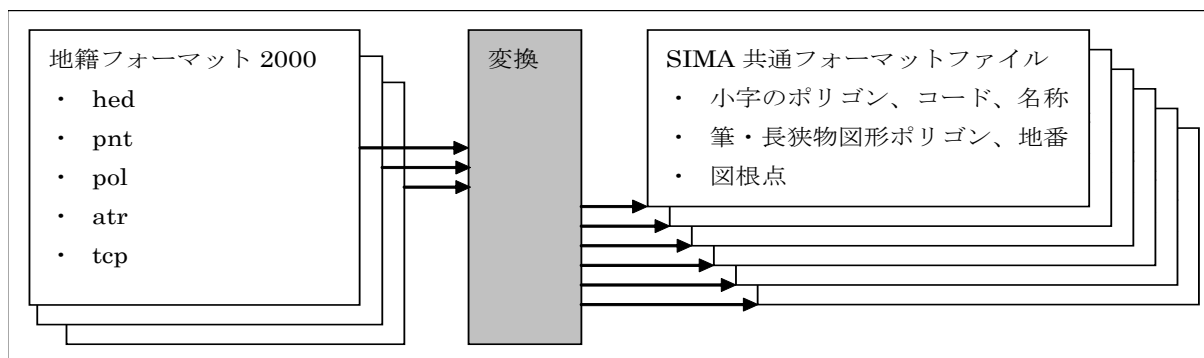 地籍フォーマット 2000
・ hed
・ pnt
・ pol
・ atr
・ tcp
変換
SIMA 共通フォーマットファイル
・ 小字のポリゴン、コード、名称
・ 筆・長狭物図形ポリゴン、地番
・ 図根点